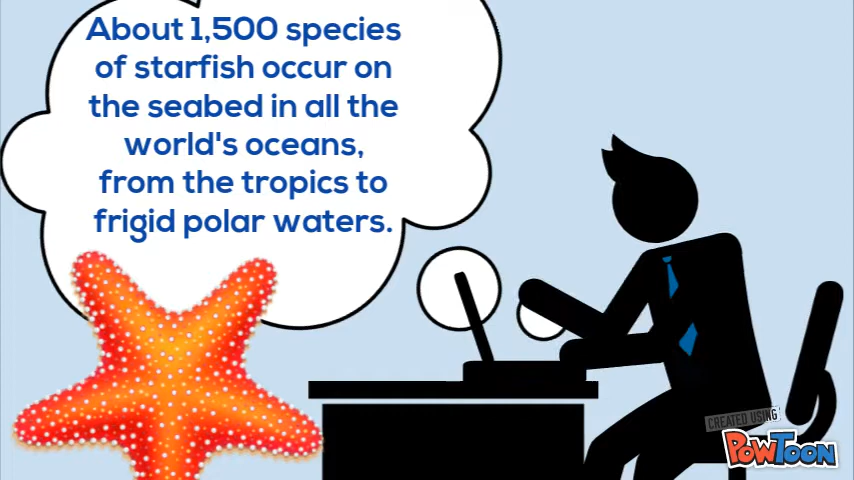 About 1,500 species
of starfish occur on
the seabed in all the
world's oceans,
from the tropics to
frigid polar waters.
CREATED USING
POWTOON